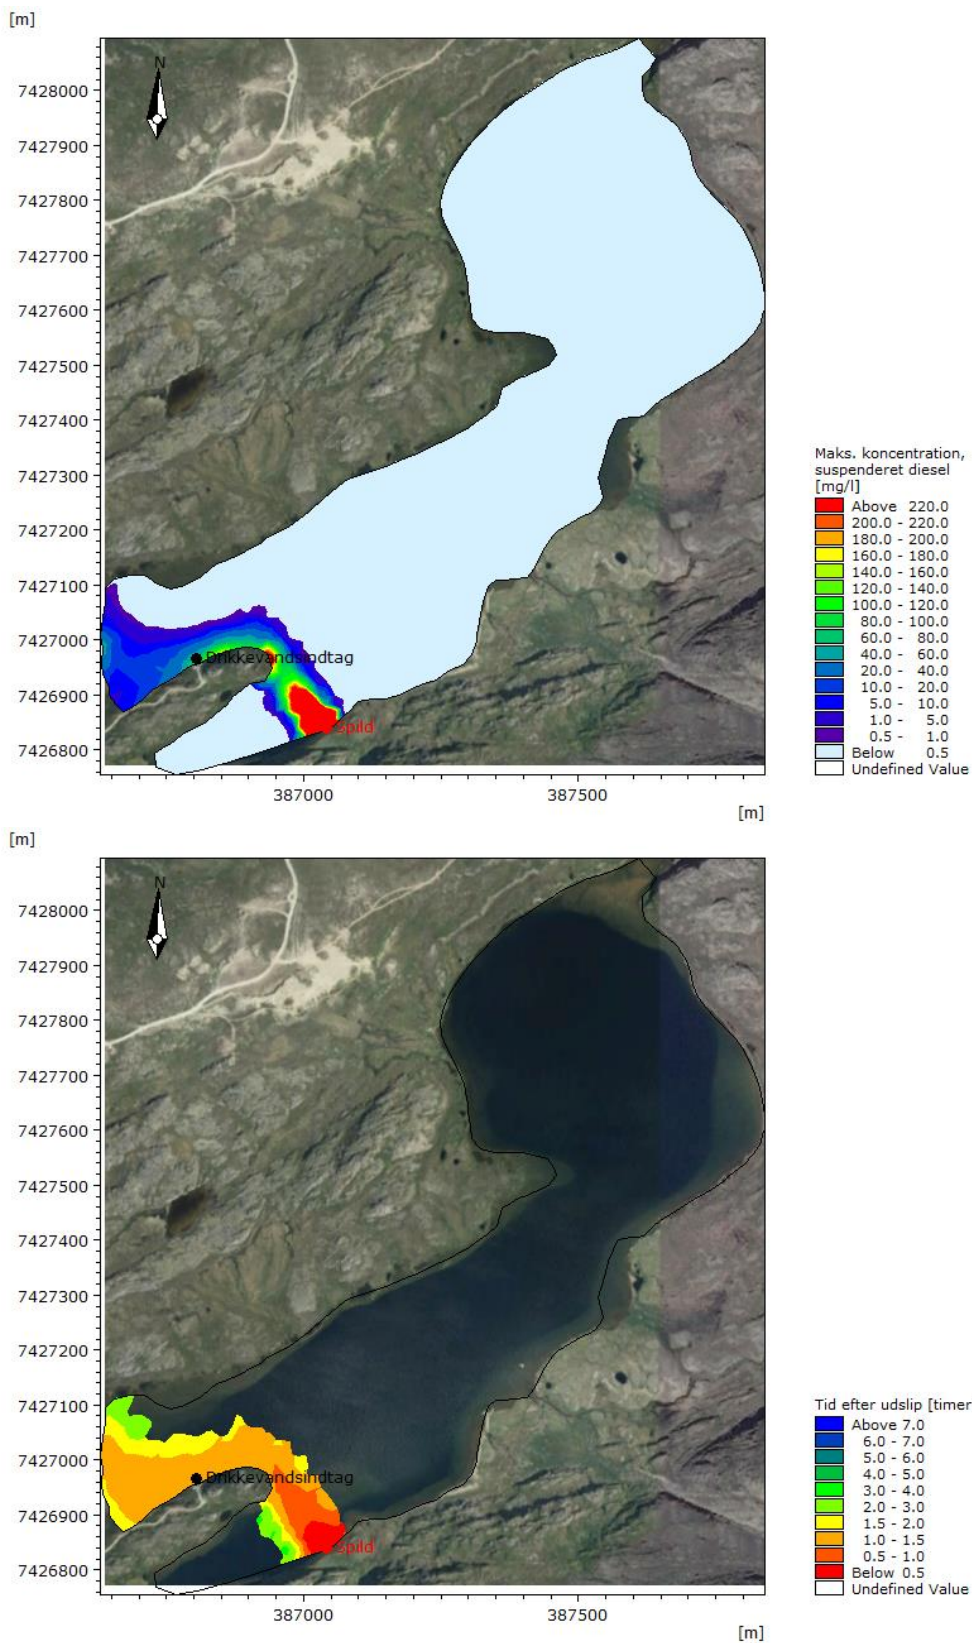 [m]
N
7428000
7427900
7427800
7427700
7427600
7427500
7427400
7427300
7427200
7427100
7427000
7426900
7426800
Drikkevandsindtag
Spild
387000
387500
[m]
Maks. koncentration,
suspenderet diesel
[mg/l]
Above 220.0
200.0 - 220.0
180.0 - 200.0
160.0 - 180.0
140.0 - 160.0
120.0 - 140.0
100.0 - 120.0
80.0 - 100.0
60.0 - 80.0
40.0 - 60.0
20.0 - 40.0
10.0 - 20.0
5.0 - 10.0
1.0 - 5.0
0.5 - 1.0
Below 0.5
Undefined Value
[m]
N
7428000
7427900
7427800
7427700
7427600
7427500
7427400
7427300
7427200
7427100
7427000
7426900
7426800
Drikkevandsindtag
Spild
387000
387500
[m]
Tid efter udslip [timer
Above 7.0
6.0 - 7.0
5.0 - 6.0
4.0 - 5.0
3.0 - 4.0
2.0 - 3.0
1.5 - 2.0
1.0 - 1.5
0.5 - 1.0
Below 0.5
Undefined Value